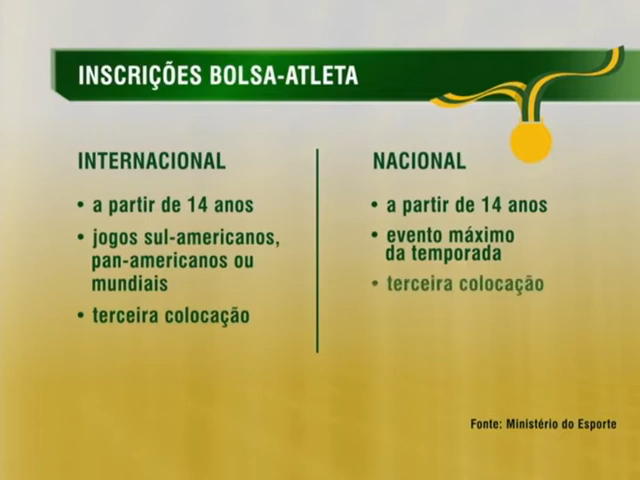 INSCRIÇÕES BOLSA-ATLETA
INTERNACIONAL
• a partir de 14 anos
• jogos sul-americanos,
pan-americanos ou
mundiais
• terceira colocação
NACIONAL
• a partir de 14 anos
• evento máximo
da temporada
• terceira colocação
Fonte: Ministério do Esporte